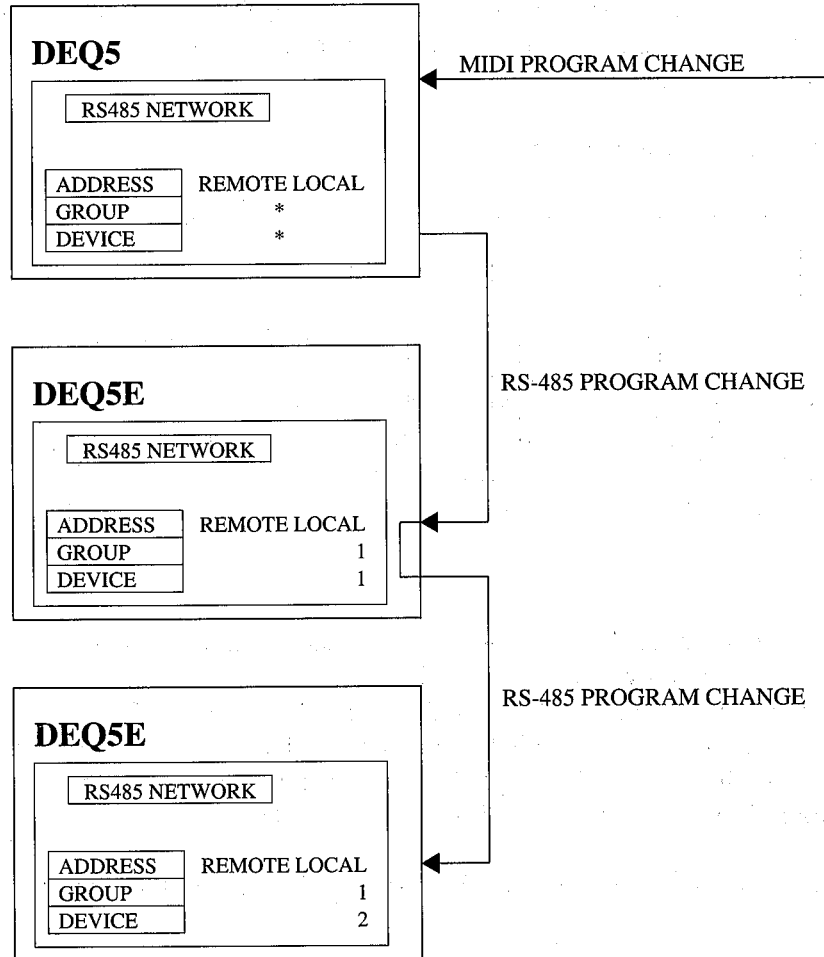 DEQ5
MIDI PROGRAM CHANGE
RS485 NETWORK
ADDRESS REMOTE LOCAL
GROUP *
DEVICE *
RS-485 PROGRAM CHANGE
DEQ5E
RS485 NETWORK
ADDRESS REMOTE LOCAL
GROUP 1
DEVICE 1
RS-485 PROGRAM CHANGE
DEQ5E
RS485 NETWORK
ADDRESS REMOTE LOCAL
GROUP 1
DEVICE 2